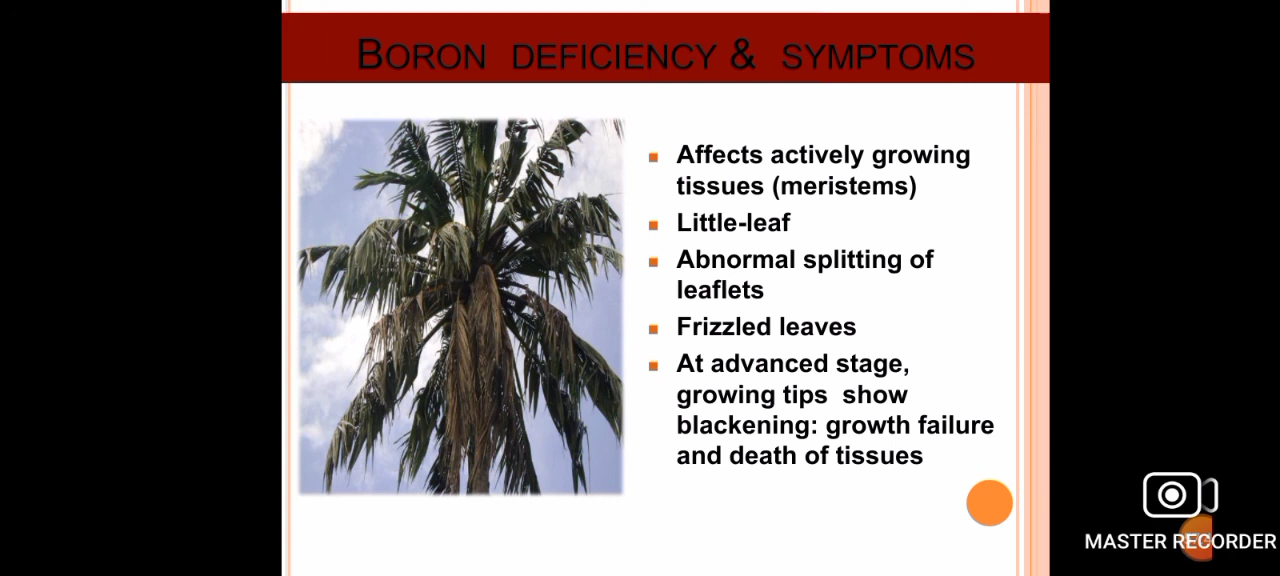 BORON DEFICIENCY & SYMPTOMS
Affects actively growing
tissues (meristems)
Little-leaf
Abnormal splitting of
leaflets
Frizzled leaves
At advanced stage,
growing tips show
blackening: growth failure
and death of tissues
MASTER RECORDER